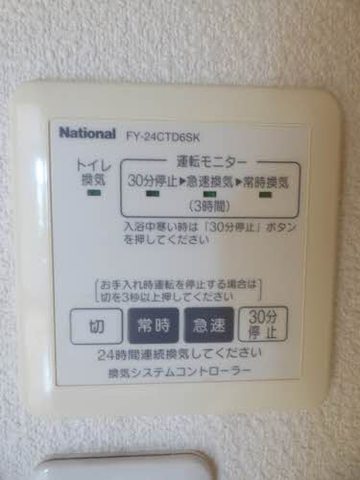 National FY-24CTD6SK
トイレ
換気
運転モニター
30分停止▶急速換気▶常時換気
(3時間)
入浴中寒い時は「30分停止」ボタン
を押してください
お手入れ時運転を停止する場合は
切を3秒以上押してください
切 常時 急速 30分
停止
24時間連続換気してください
換気システムコントローラー